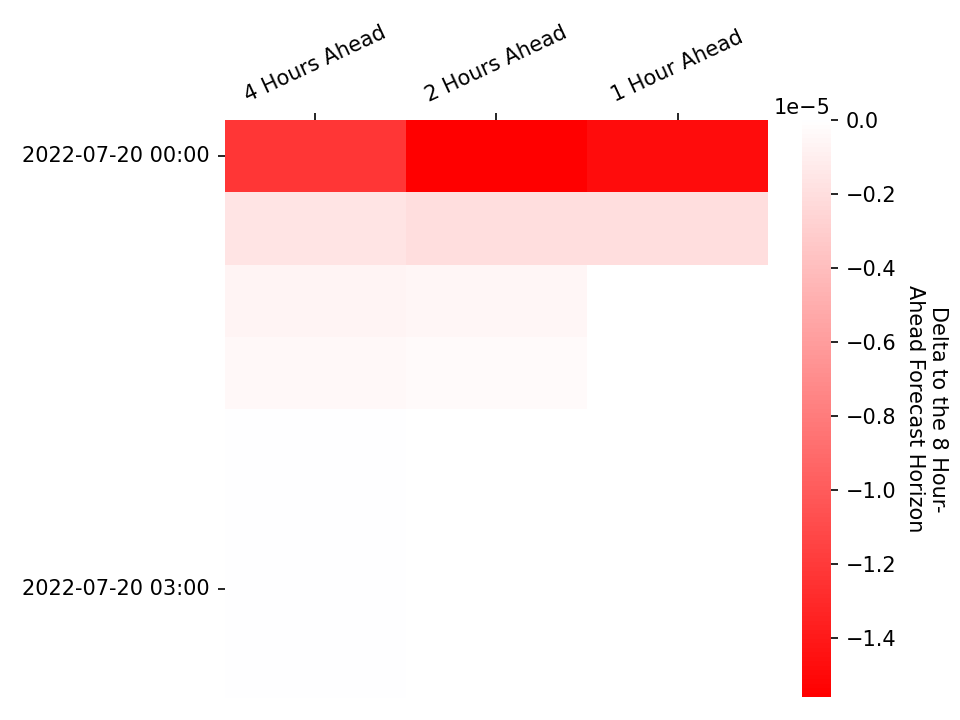 4 Hours Ahead
2 Hours Ahead
1 Hour Ahead
2022-07-20 00:00
2022-07-20 03:00
1e−5
0.0
−0.2
−0.4
−0.6
−0.8
−1.0
−1.2
−1.4
Delta to the 8 Hour-
Ahead Forecast Horizon